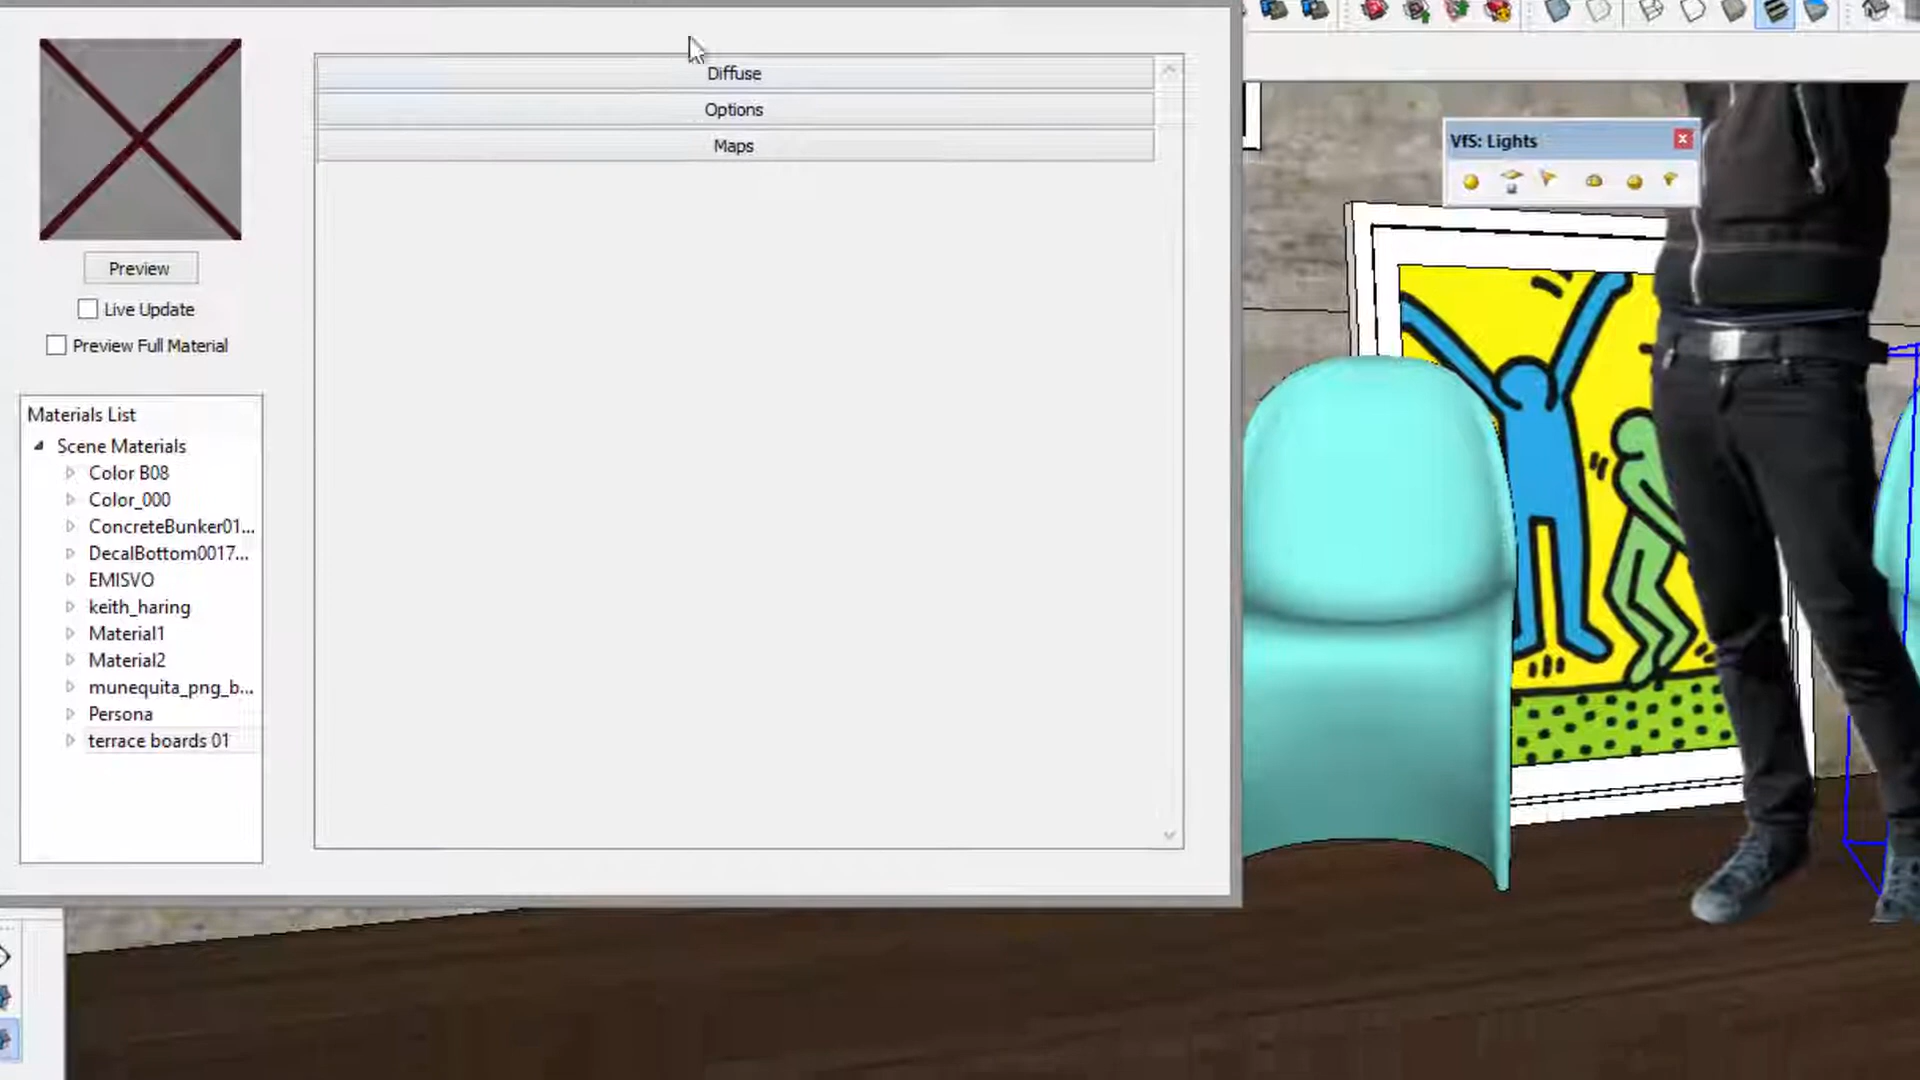 Diffuse
Options
Maps
Preview
Live Update
Preview Full Material
Materials List
Scene Materials
Color B08
Color_000
ConcreteBunker01...
DecalBottom0017...
EMISVO
keith_haring
Material1
Material2
munequita_png_b...
Persona
terrace boards 01
VfS: Lights